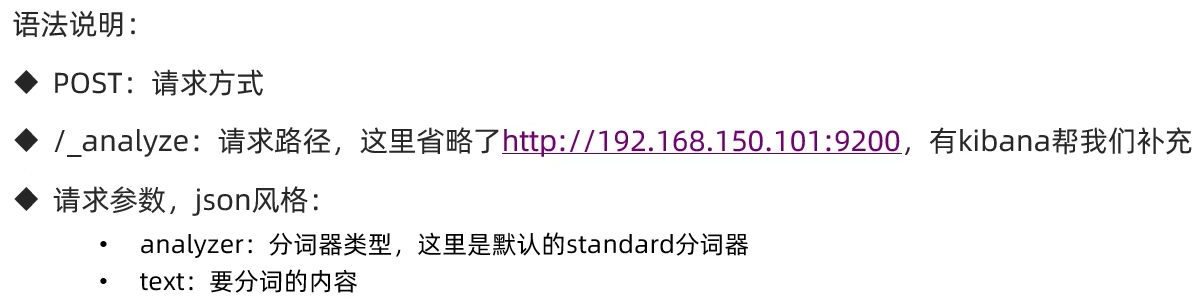 语法说明：
◆ POST：请求方式
◆ /_analyze：请求路径，这里省略了http://192.168.150.101:9200，有kibana帮我们补充
◆ 请求参数，json风格：
• analyzer：分词器类型，这里是默认的standard分词器
• text：要分词的内容